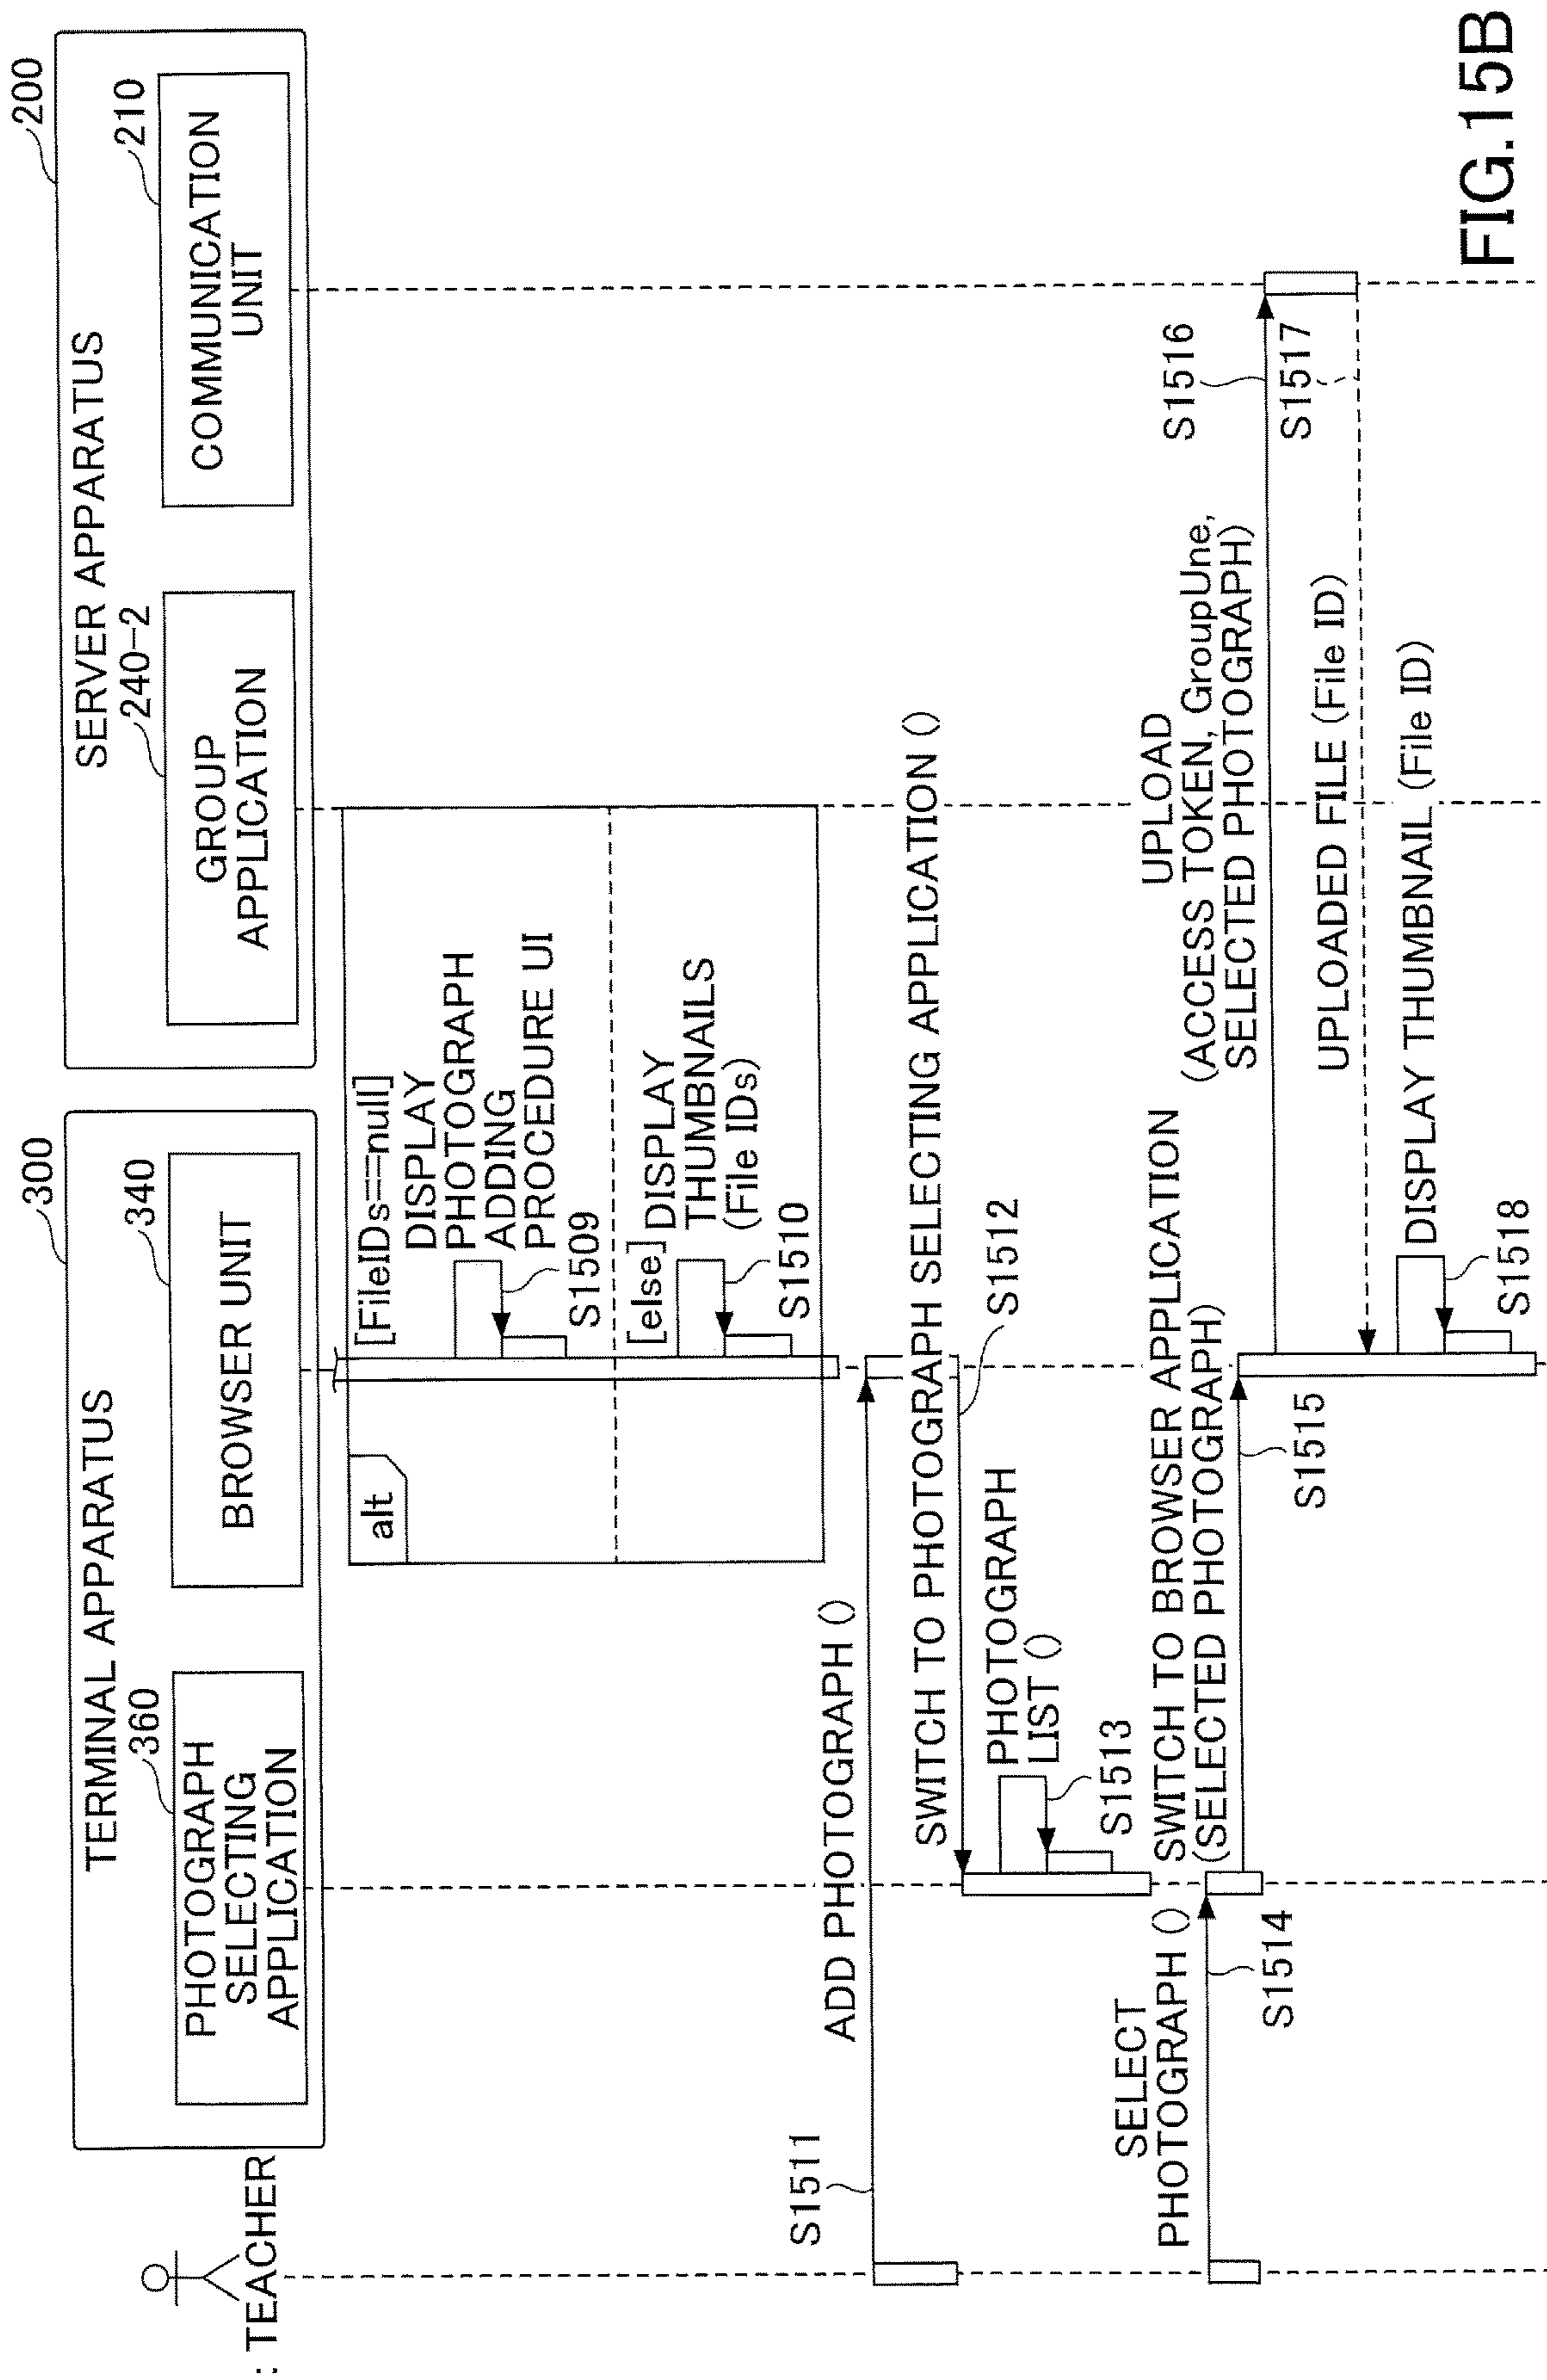 : TEACHER
TERMINAL APPARATUS
300
PHOTOGRAPH
SELECTING
APPLICATION
360
BROWSER UNIT
340
SERVER APPARATUS
200
GROUP
APPLICATION
240-2
COMMUNICATION
UNIT
210
alt
[FileIDs==null]
DISPLAY
PHOTOGRAPH
ADDING
PROCEDURE UI
S1509
[else]
DISPLAY
THUMBNAILS
(File IDs)
S1510
S1511
ADD PHOTOGRAPH ()
SWITCH TO PHOTOGRAPH SELECTING APPLICATION ()
S1512
PHOTOGRAPH
LIST ()
S1513
SELECT
PHOTOGRAPH ()
S1514
SWITCH TO BROWSER APPLICATION
(SELECTED PHOTOGRAPH)
S1515
UPLOAD
(ACCESS TOKEN, GroupUne,
SELECTED PHOTOGRAPH)
S1516
S1517
UPLOADED FILE (File ID)
DISPLAY THUMBNAIL (File ID)
S1518
FIG.15B